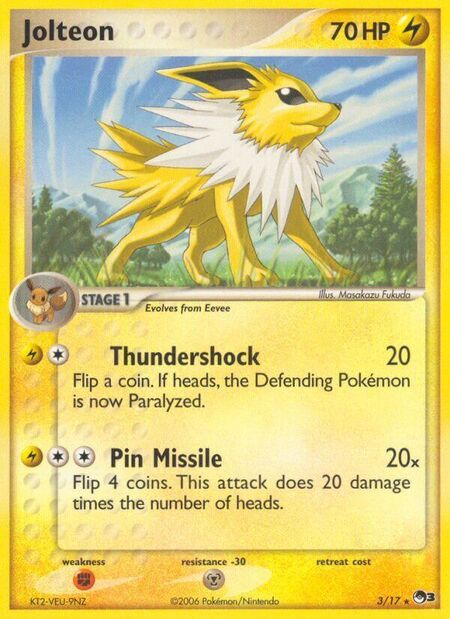 Jolteon 70 HP
Illus. Masakazu Fukuda
STAGE 1
Evolves from Eevee
Thundershock 20
Flip a coin. If heads, the Defending Pokémon
is now Paralyzed.
Pin Missile 20x
Flip 4 coins. This attack does 20 damage
times the number of heads.
weakness resistance -30 retreat cost
KT2-VEU-9NZ ©2006 Pokémon/Nintendo 3/17 ★ 3